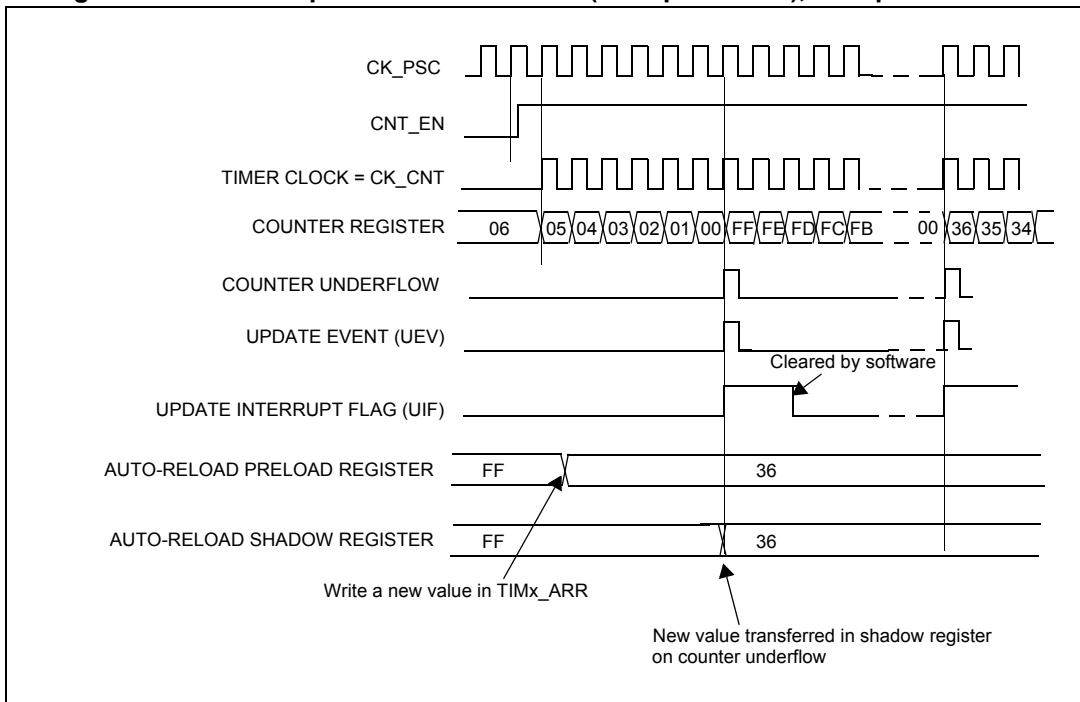 CK_PSC
CNT_EN
TIMER CLOCK = CK_CNT
COUNTER REGISTER 06 05 04 03 02 01 00 FF FE FD FC FB 00 36 35 34
COUNTER UNDERFLOW
UPDATE EVENT (UEV)
Cleared by software
UPDATE INTERRUPT FLAG (UIF)
AUTO-RELOAD PRELOAD REGISTER FF 36
AUTO-RELOAD SHADOW REGISTER FF 36
Write a new value in TIMx_ARR
New value transferred in shadow register
on counter underflow